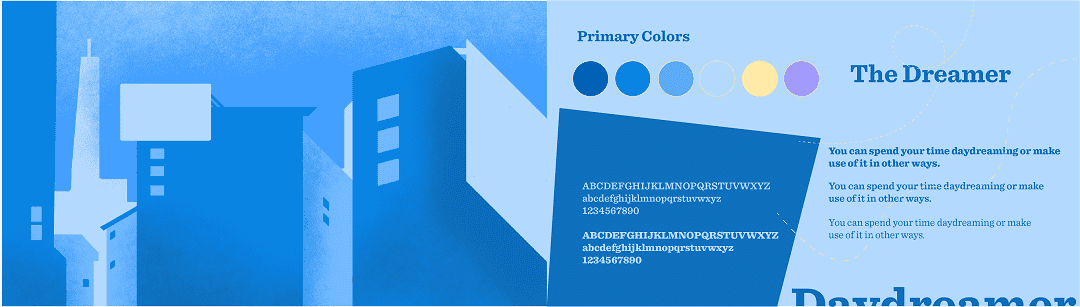 Primary Colors
The Dreamer
ABCDEFGHIJKLMNOPQRSTUVWXYZ
abcdefghijklmnopqrstuvwxyz
1234567890
ABCDEFGHIJKLMNOPQRSTUVWXYZ
abcdefghijklmnopqrstuvwxyz
1234567890
You can spend your time daydreaming or make
use of it in other ways.
You can spend your time daydreaming or make
use of it in other ways.
You can spend your time daydreaming or make
use of it in other ways.
Daydreamer